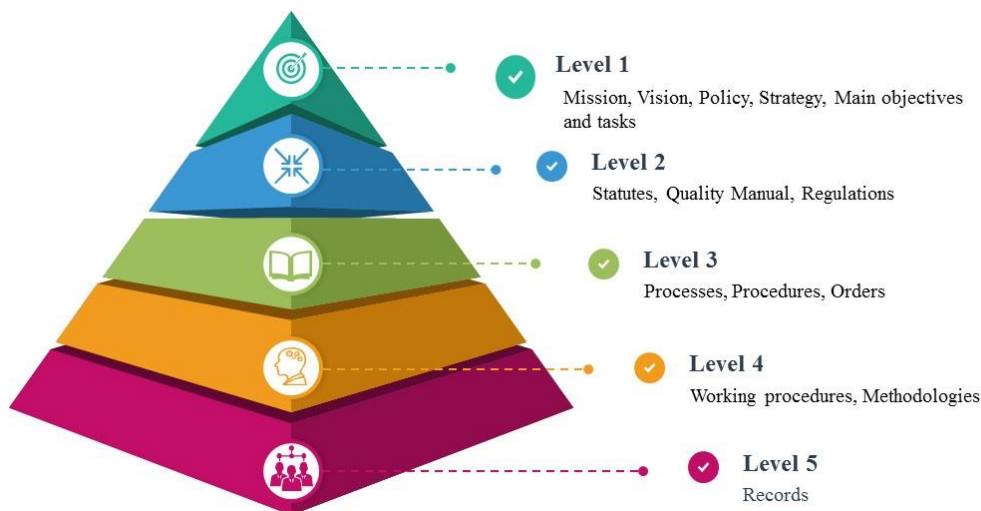 Level 1
Mission, Vision, Policy, Strategy, Main objectives
and tasks
Level 2
Statutes, Quality Manual, Regulations
Level 3
Processes, Procedures, Orders
Level 4
Working procedures, Methodologies
Level 5
Records